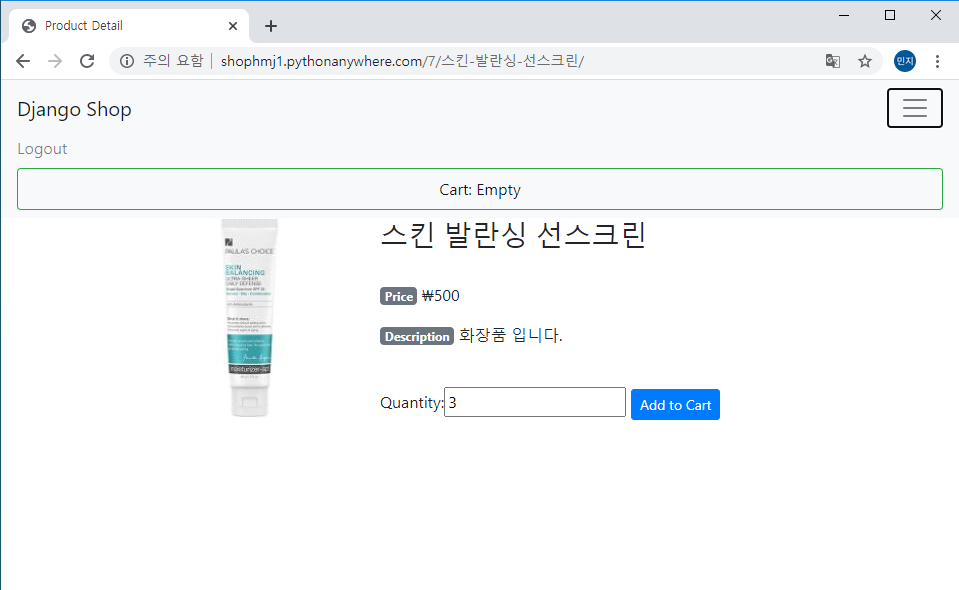 Product Detail
주의 요함 | shophmj1.pythonanywhere.com/7/스킨-발란싱-선스크린/
민지
Django Shop
Logout
Cart: Empty
PAULA'S CHOICE
SKIN
BALANCING
ULTRA-SHEER
DAILY DEFENSE
moisturizer
스킨 발란싱 선스크린
Price ₩500
Description 화장품 입니다.
Quantity: 3 Add to Cart